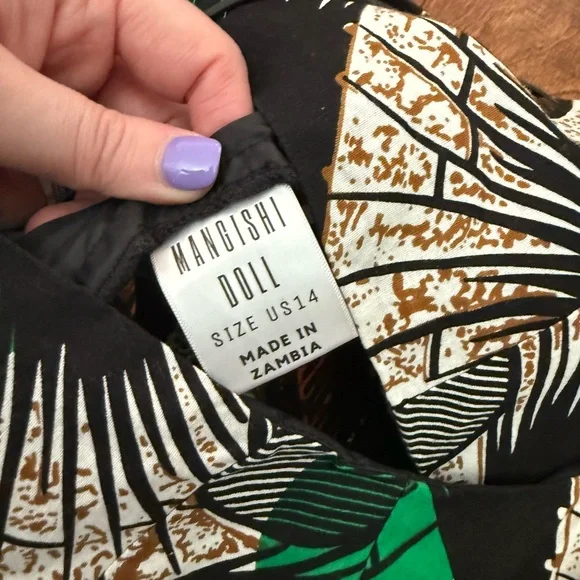 MANGISHI
DOLL
SIZE US14
MADE IN
ZAMBIA